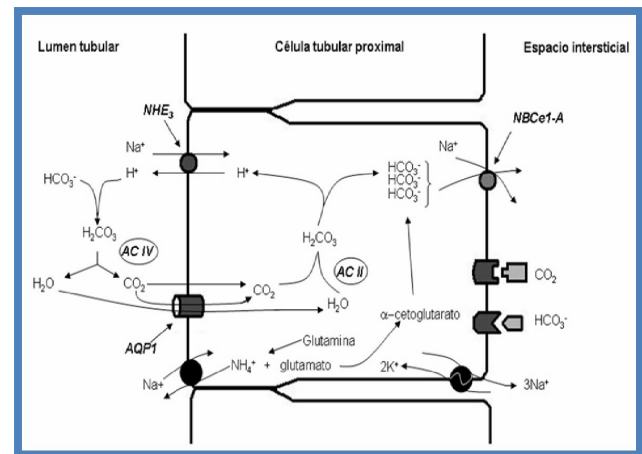 Lumen tubular
Célula tubular proximal
Espacio intersticial
NHE₃
NBCe1-A
Na⁺
Na⁺
HCO₃⁻
H⁺
H⁺
HCO₃⁻
HCO₃⁻
HCO₃⁻
H₂CO₃
AC IV
H₂CO₃
AC II
H₂O
CO₂
CO₂
H₂O
CO₂
α–cetoglutarato
HCO₃⁻
AQP1
Glutamina
Na+
NH₄⁺ + glutamato
2K⁺
3Na⁺